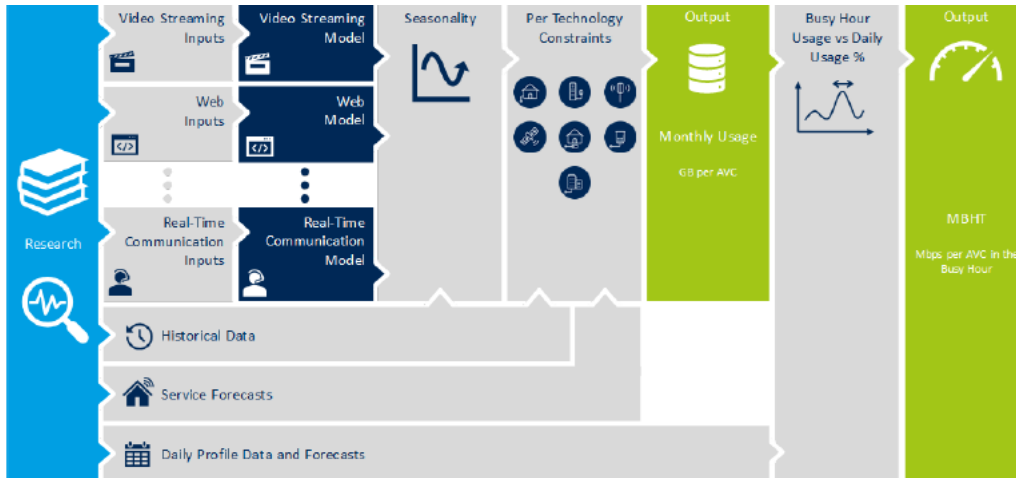 Research
Video Streaming
Inputs
Video Streaming
Model
Web
Inputs
</>
Web
Model
</>
Real-Time
Communication
Inputs
Real-Time
Communication
Model
Seasonality
Per Technology
Constraints
Output
Monthly Usage
GB per AVC
Busy Hour
Usage vs Daily
Usage %
Output
MBHT
Mbps per AVC in the
Busy Hour
Historical Data
Service Forecasts
Daily Profile Data and Forecasts